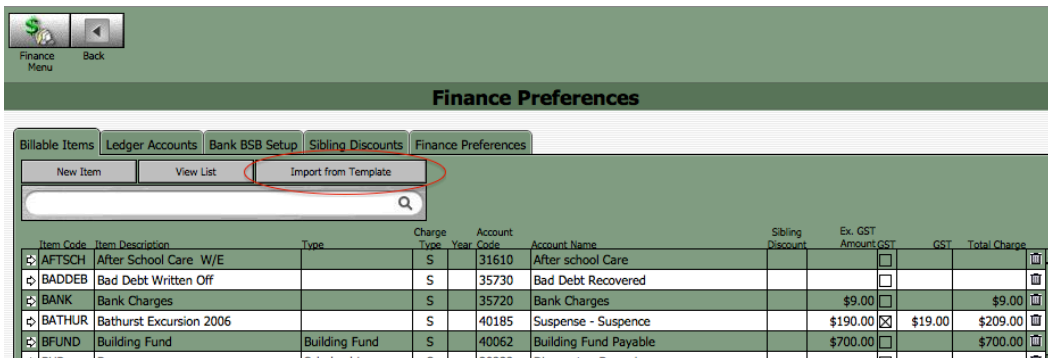 Finance Menu Back
Finance Preferences
Billable Items Ledger Accounts Bank BSB Setup Sibling Discounts Finance Preferences
New Item View List Import from Template
Item Code Item Description Type Charge Type Year Account Code Account Name Sibling Discount Ex. GST Amount GST GST Total Charge
AFTSCH After School Care W/E S 31610 After school Care
BADDEB Bad Debt Written Off S 35730 Bad Debt Recovered
BANK Bank Charges S 35720 Bank Charges $9.00 $9.00
BATHUR Bathurst Excursion 2006 S 40185 Suspense - Suspence $190.00 $19.00 $209.00
BFUND Building Fund Building Fund S 40062 Building Fund Payable $700.00 $700.00